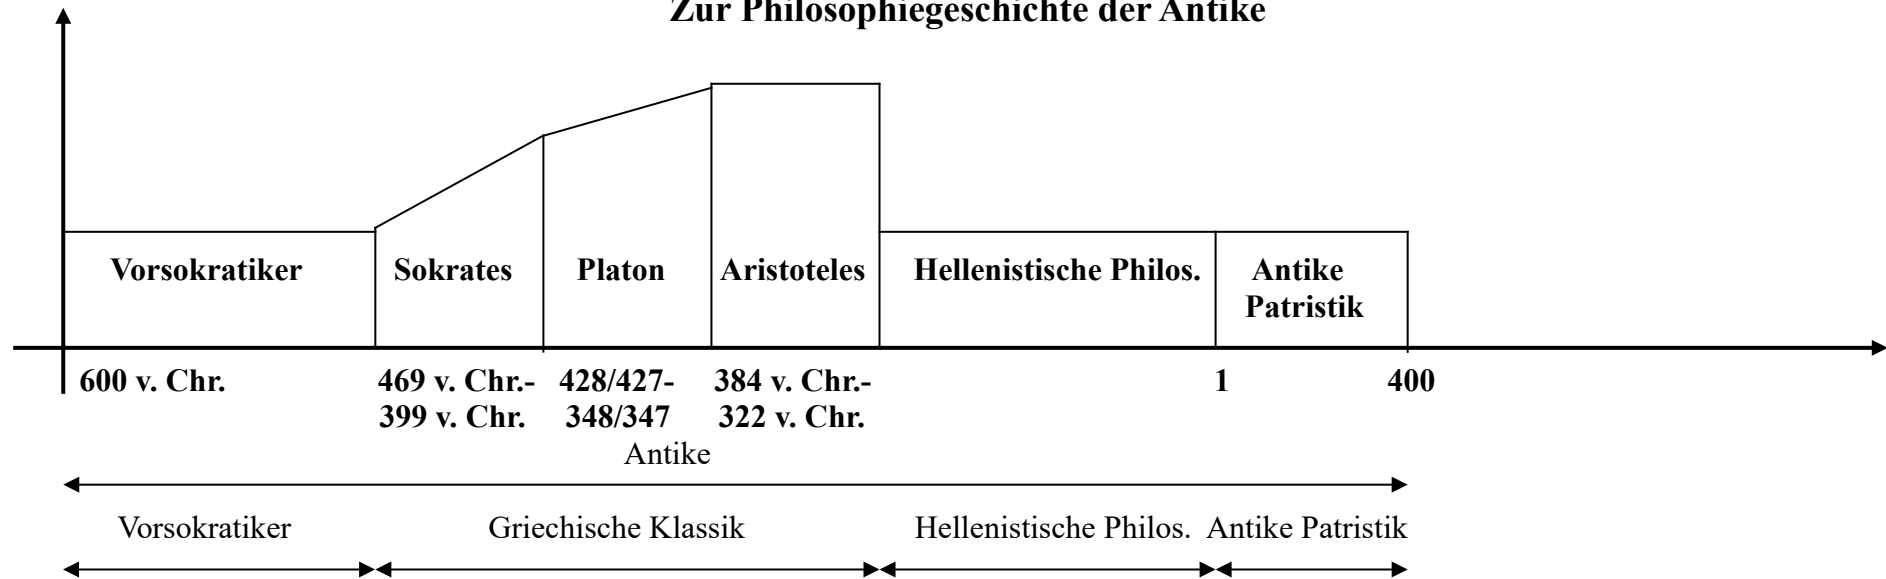 Zur Philosophiegeschichte der Antike
Vorsokratiker Sokrates Platon Aristoteles Hellenistische Philos. Antike
Patristik
600 v. Chr. 469 v. Chr.- 428/427- 384 v. Chr.- 1 400
399 v. Chr. 348/347 322 v. Chr.
Antike
Vorsokratiker Griechische Klassik Hellenistische Philos. Antike Patristik